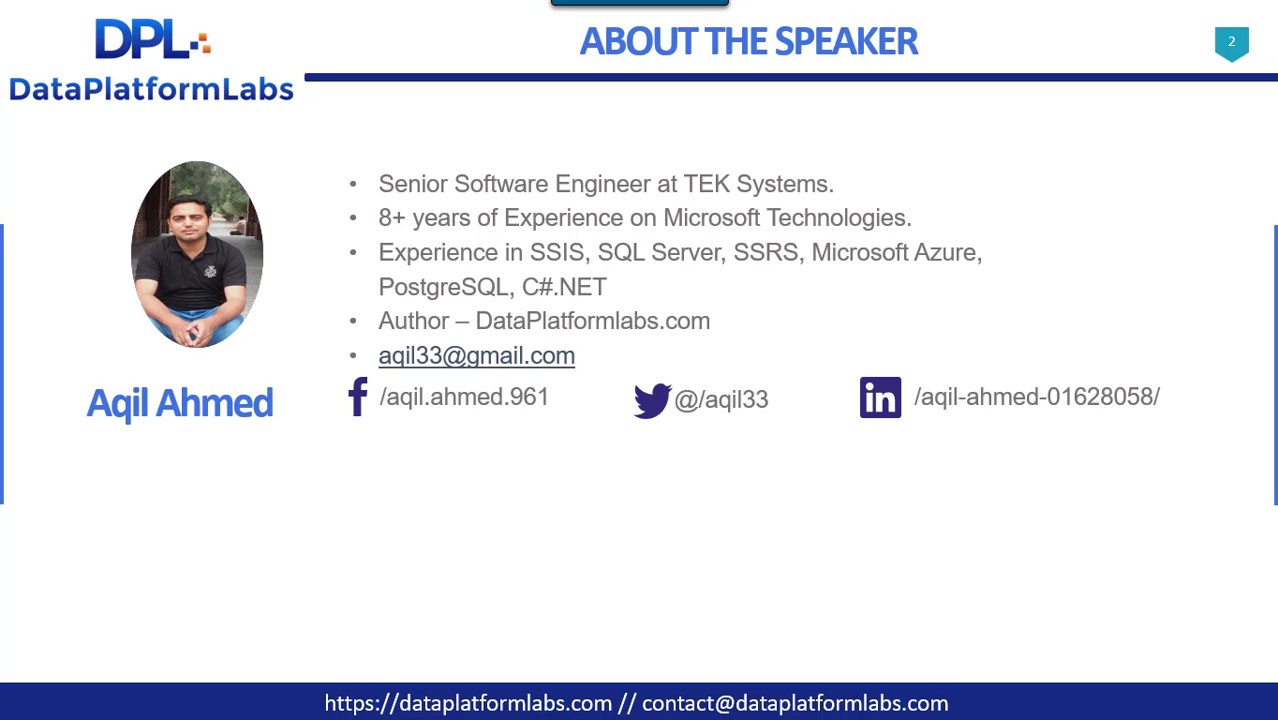 DPL
DataPlatformLabs
ABOUT THE SPEAKER
2
• Senior Software Engineer at TEK Systems.
• 8+ years of Experience on Microsoft Technologies.
• Experience in SSIS, SQL Server, SSRS, Microsoft Azure,
PostgreSQL, C#.NET
• Author – DataPlatformlabs.com
• aqil33@gmail.com
Aqil Ahmed
f /aqil.ahmed.961
@/aqil33
in /aqil-ahmed-01628058/
https://dataplatformlabs.com // contact@dataplatformlabs.com